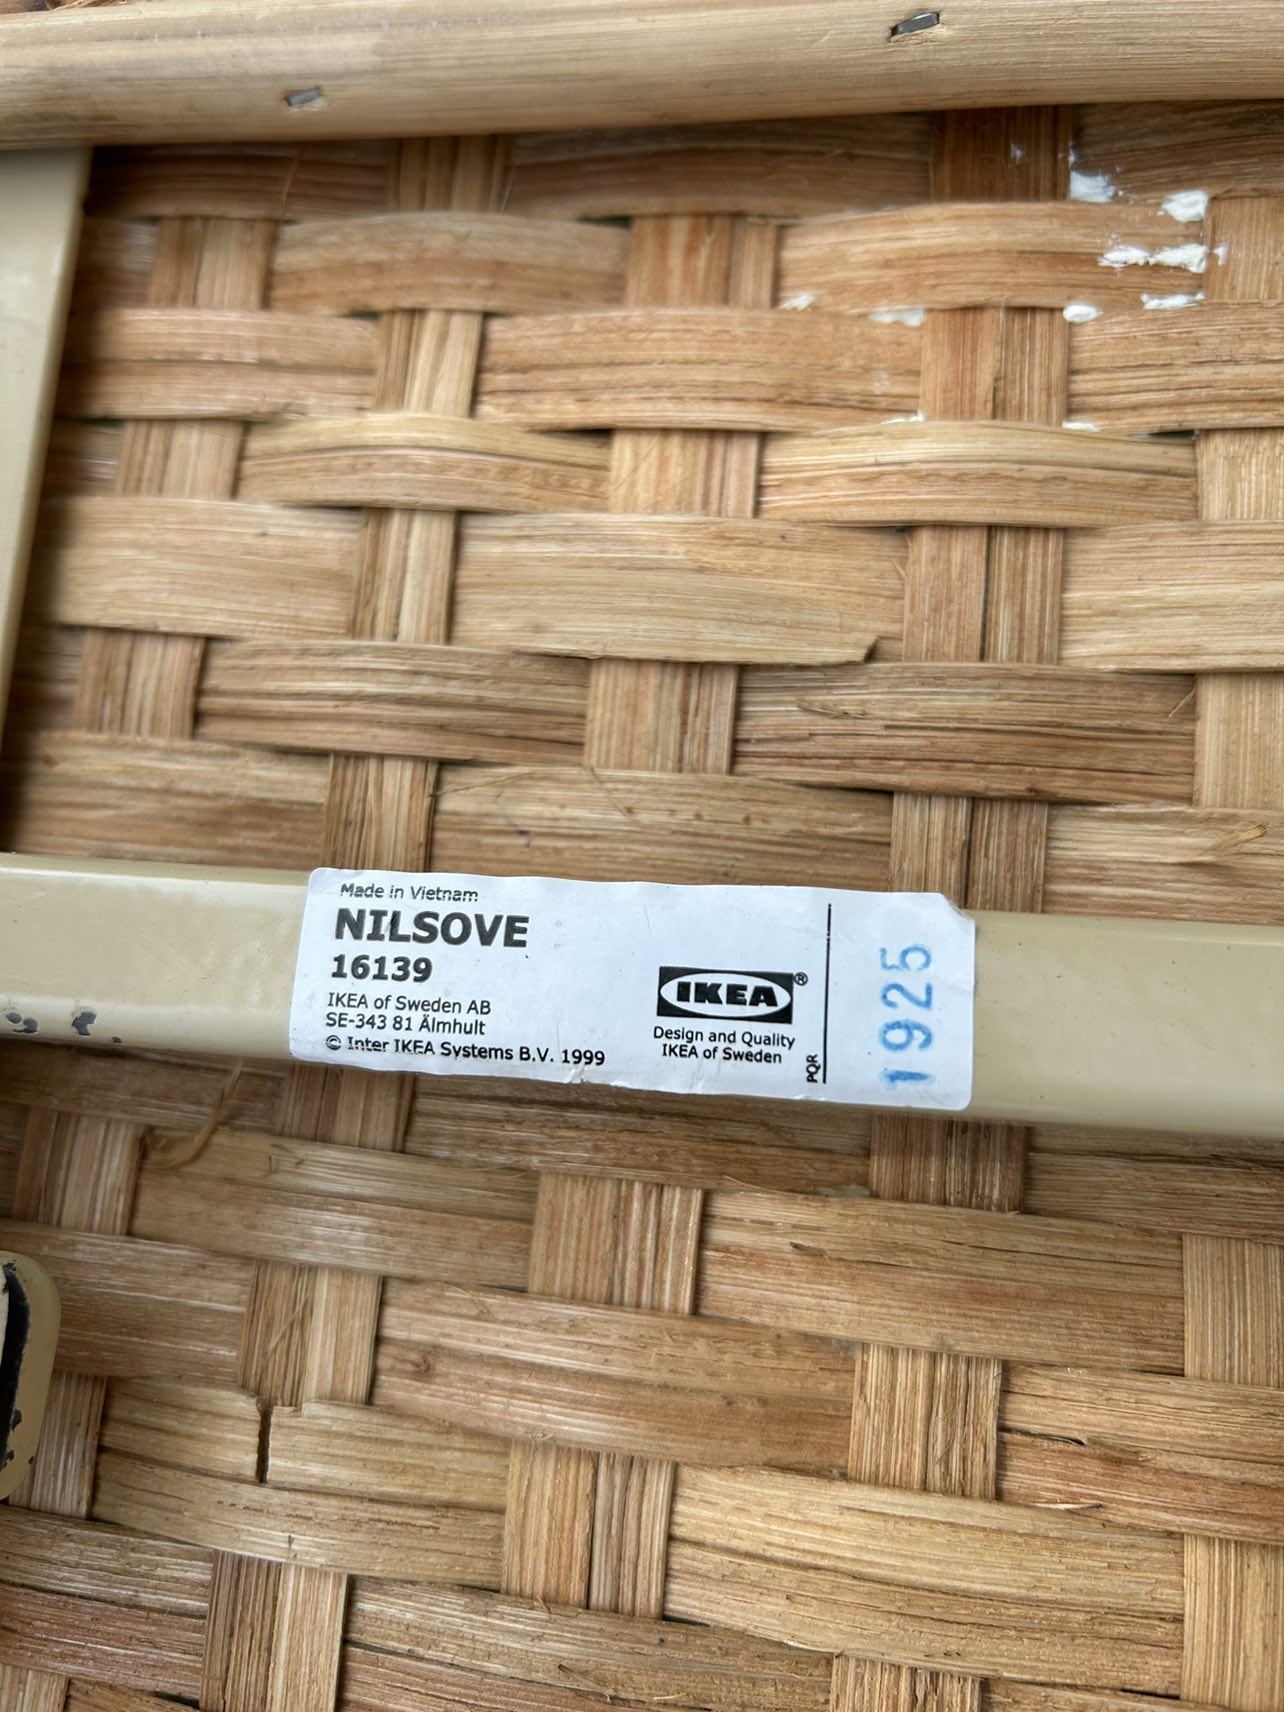 Made in Vietnam
NILSOVE
16139
IKEA of Sweden AB
SE-343 81 Älmhult
© Inter IKEA Systems B.V. 1999
IKEA®
Design and Quality
IKEA of Sweden
PQR
1925